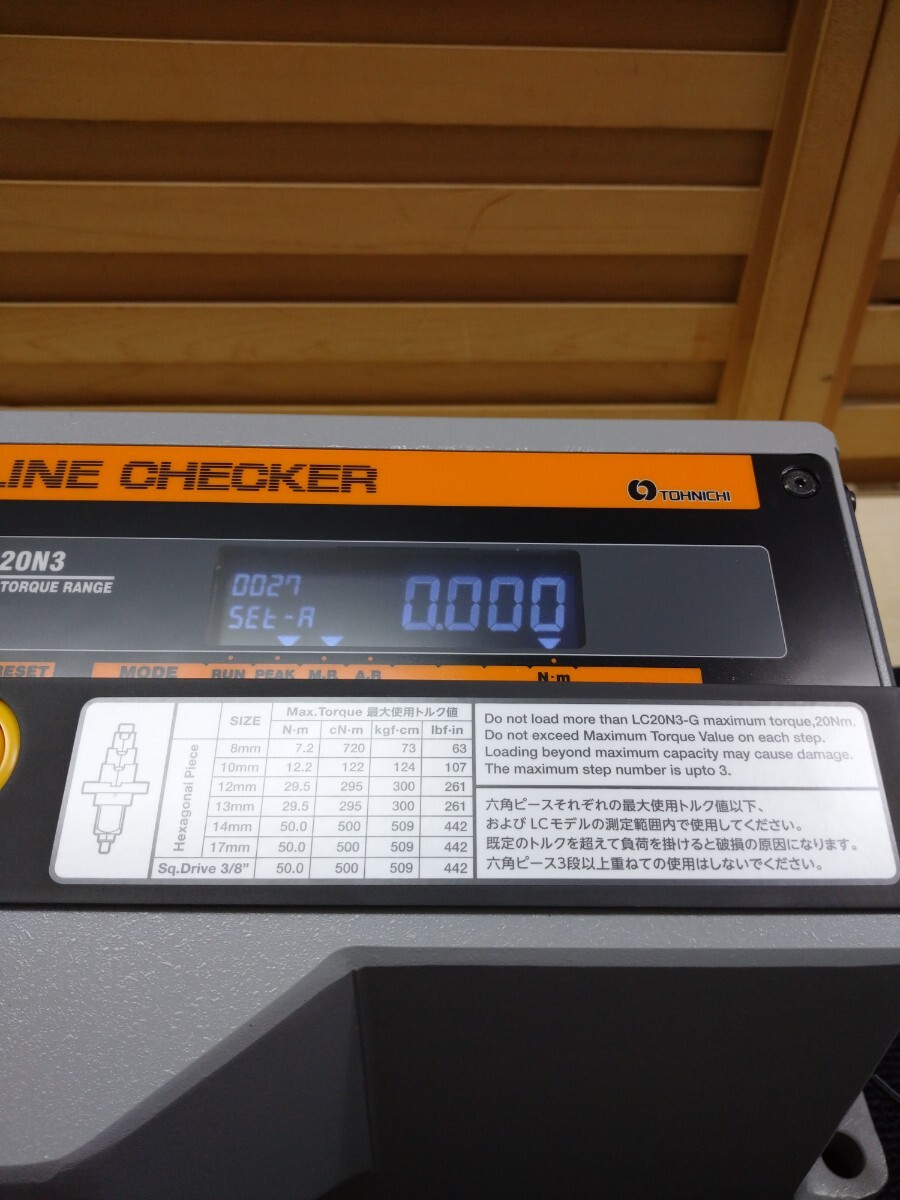 LINE CHECKER
TOHNICHI
20N3
TORQUE RANGE
0027
SEt-A
0.000
RESET
MODE RUN PEAK M.R A.R N·m
SIZE Max.Torque 最大使用トルク値
N·m cN·m kgf·cm lbf·in
Hexagonal Piece
8mm 7.2 720 73 63
10mm 12.2 122 124 107
12mm 29.5 295 300 261
13mm 29.5 295 300 261
14mm 50.0 500 509 442
17mm 50.0 500 509 442
Sq.Drive 3/8" 50.0 500 509 442
Do not load more than LC20N3-G maximum torque,20Nm.
Do not exceed Maximum Torque Value on each step.
Loading beyond maximum capacity may cause damage.
The maximum step number is upto 3.
六角ピースそれぞれの最大使用トルク値以下、
および LCモデルの測定範囲内で使用してください。
既定のトルクを超えて負荷を掛けると破損の原因になります。
六角ピース3段以上重ねての使用はしないでください。